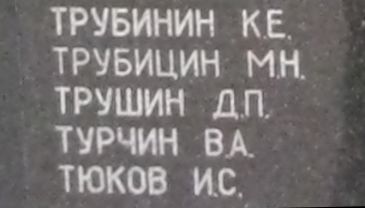 ТРУБИНИН К.Е.
ТРУБИЦИН М.Н.
ТРУШИН Д.П.
ТУРЧИН В.А.
ТЮКОВ И.С.